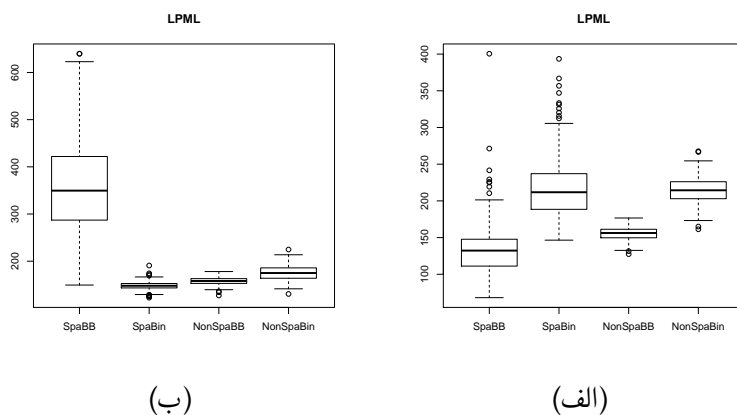 LPML
600
500
400
300
200
SpaBB SpaBin NonSpaBB NonSpaBin
(ب)
LPML
400
350
300
250
200
150
100
SpaBB SpaBin NonSpaBB NonSpaBin
(الف)